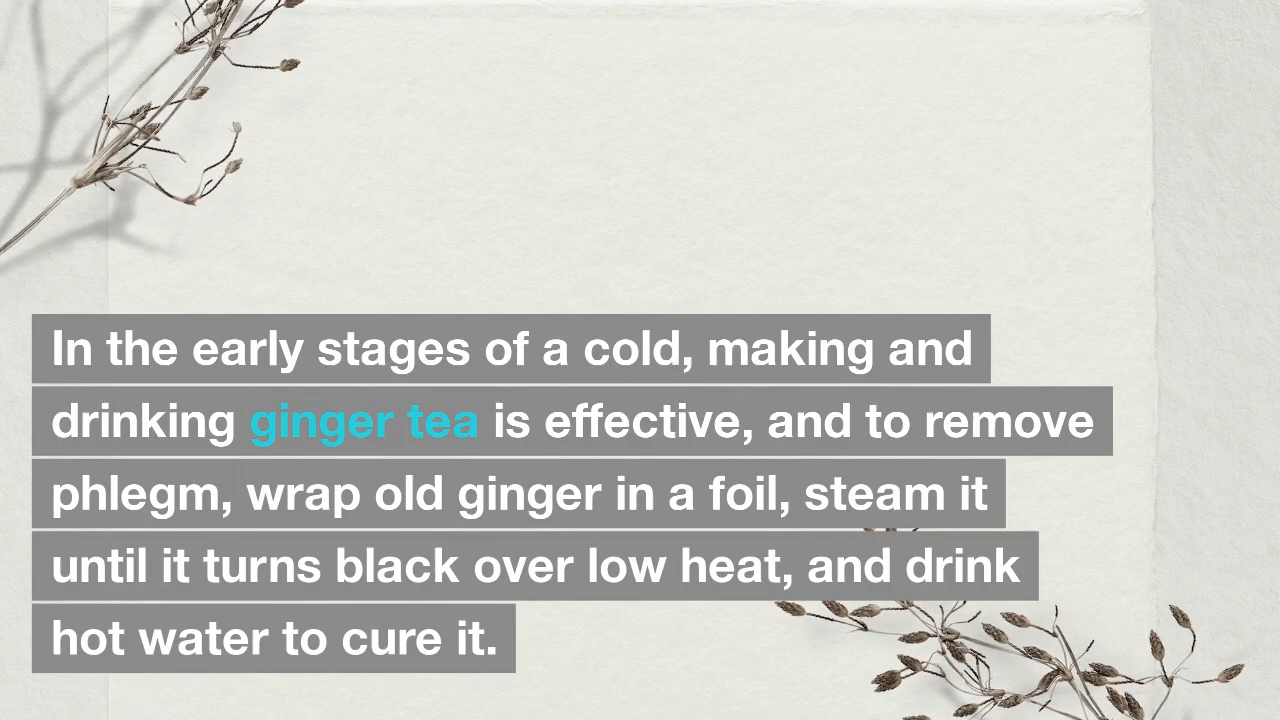 In the early stages of a cold, making and
drinking ginger tea is effective, and to remove
phlegm, wrap old ginger in a foil, steam it
until it turns black over low heat, and drink
hot water to cure it.